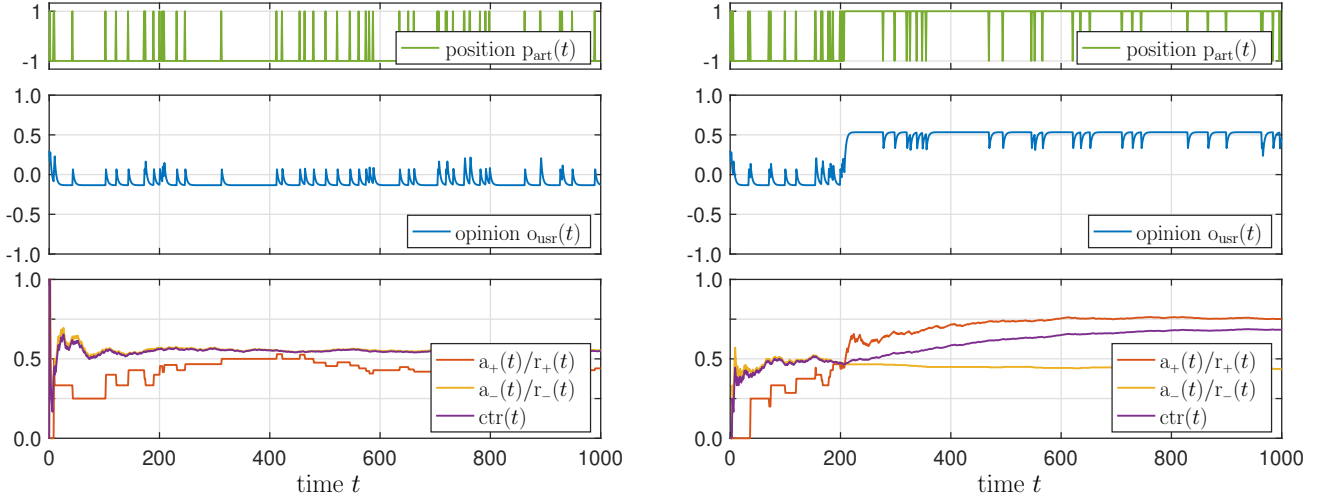 1
-1
position p_art(t)
1.0
0.5
0.0
-0.5
-1.0
opinion o_usr(t)
1.0
0.5
0.0
a_+(t)/r_+(t)
a_−(t)/r_−(t)
ctr(t)
0 200 400 600 800 1000
time t
1
-1
position p_art(t)
1.0
0.5
0.0
-0.5
-1.0
opinion o_usr(t)
1.0
0.5
0.0
a_+(t)/r_+(t)
a_−(t)/r_−(t)
ctr(t)
0 200 400 600 800 1000
time t